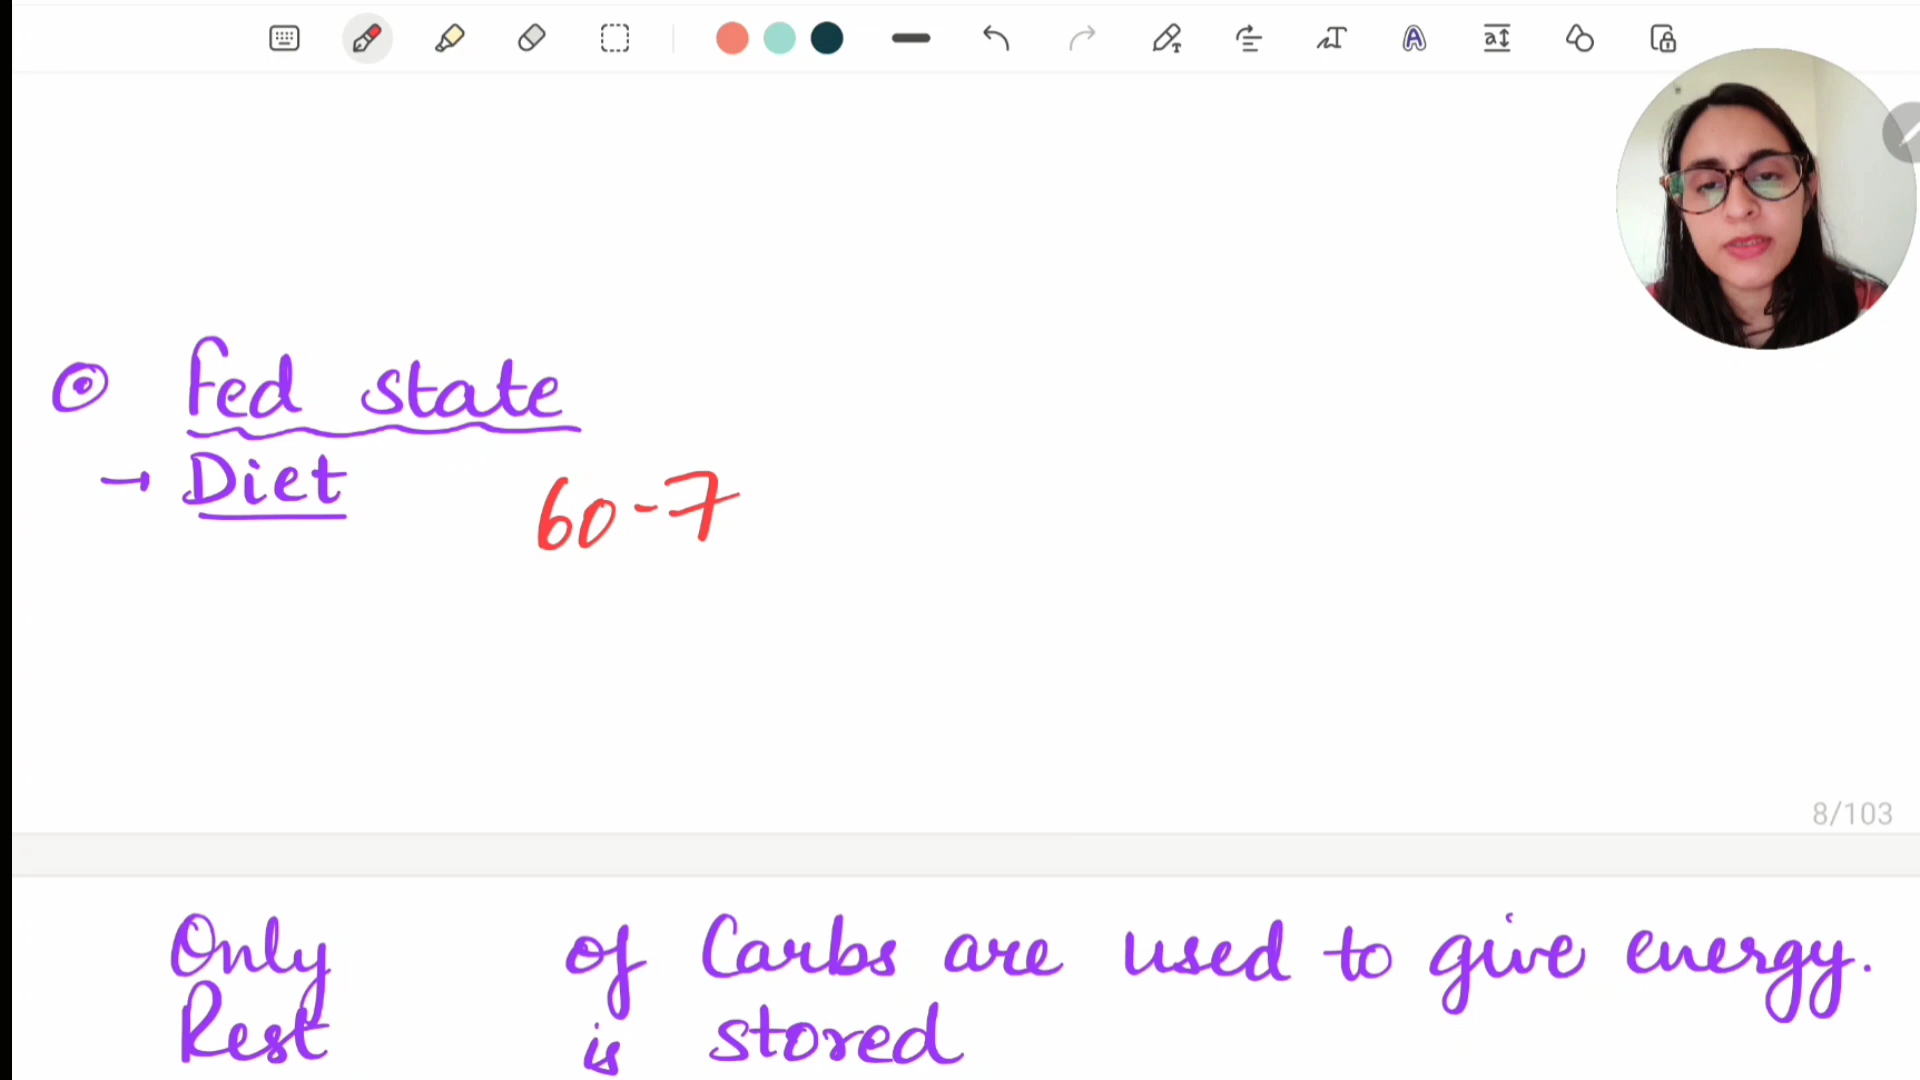 Fed state
→ Diet 60-7
8/103
Only of Carbs are used to give energy.
Rest is stored